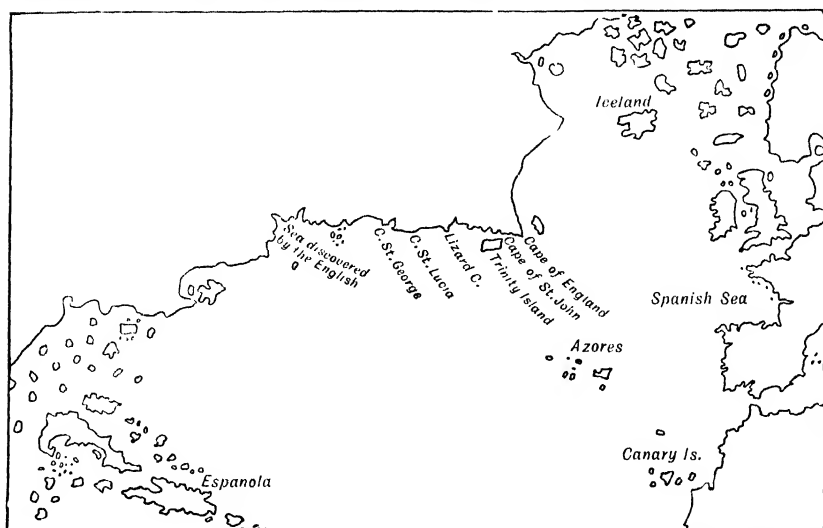 Iceland
Sea discovered
by the English
C. St. George
C. St. Lucia
Lizard C.
Trinity Island
Cape of St. John
Cape of England
Spanish Sea
Azores
Canary Is.
Espanola